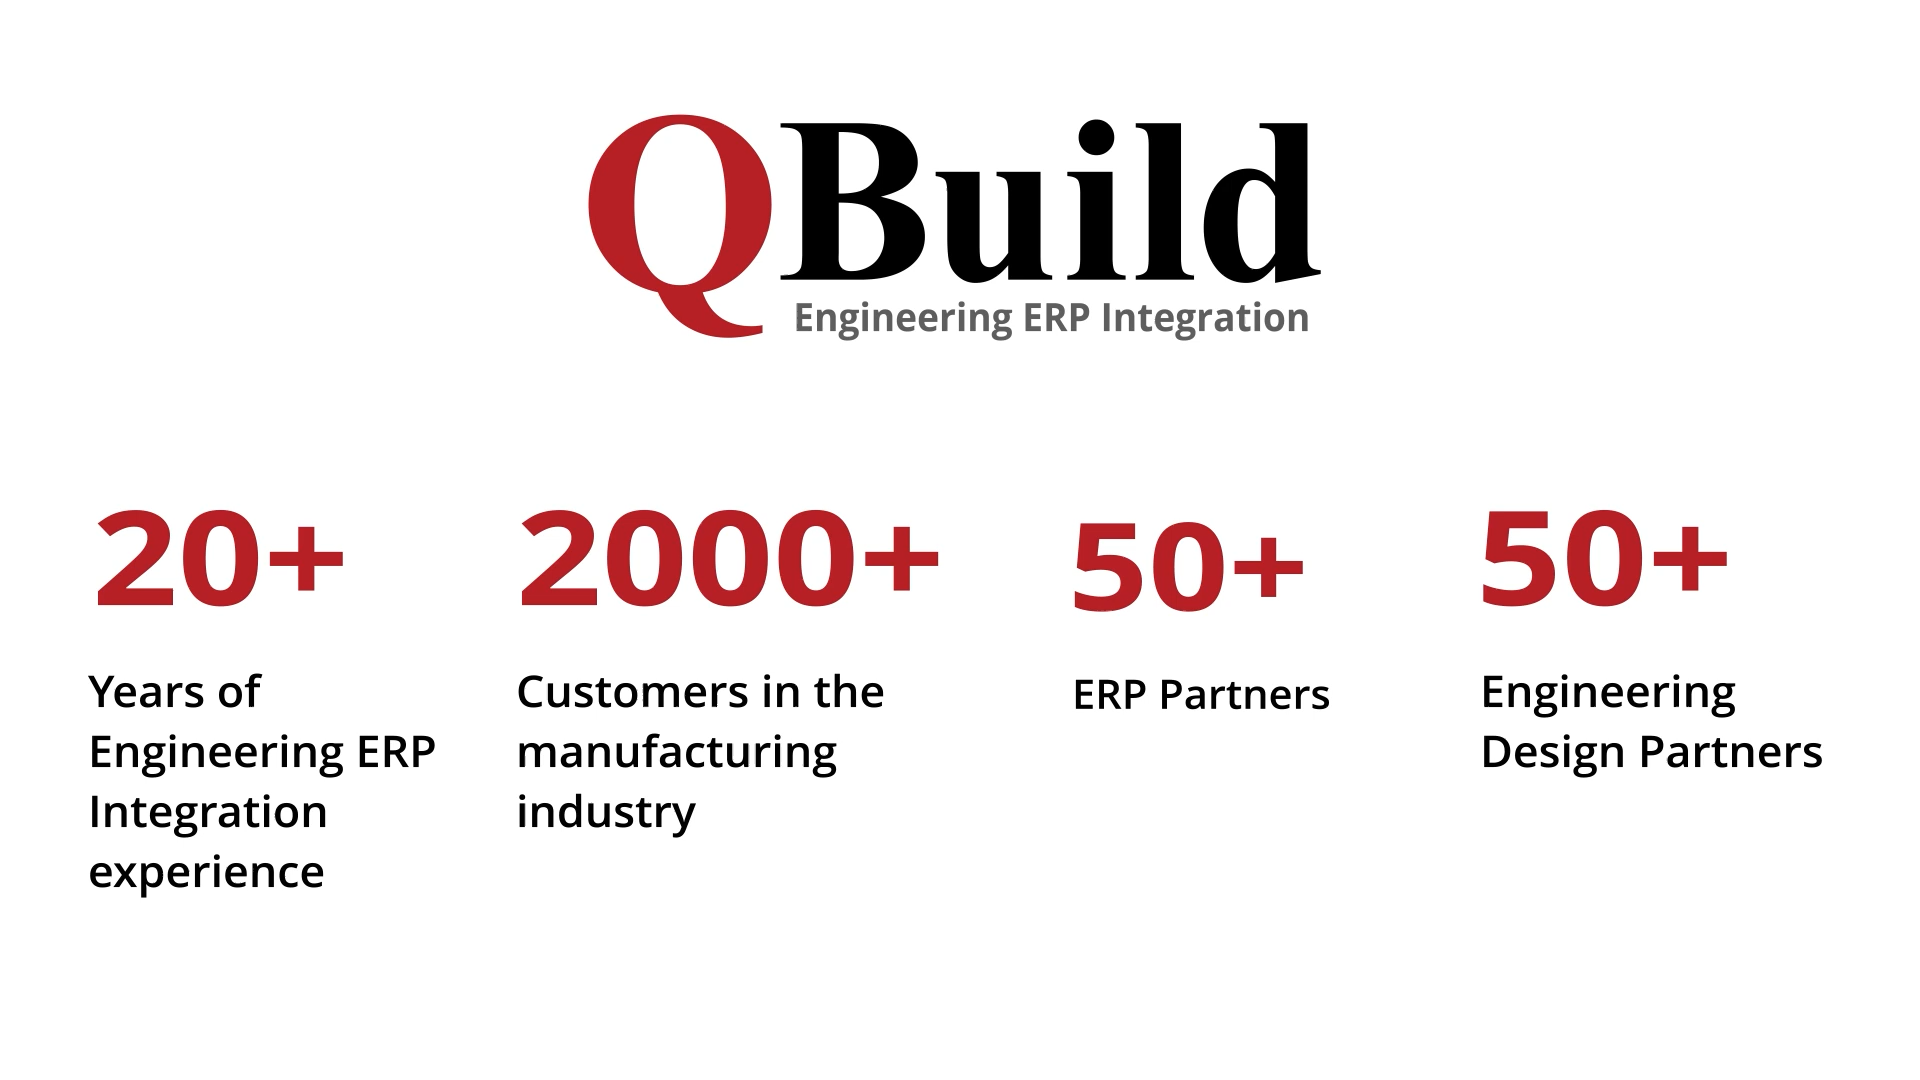 QBuild
Engineering ERP Integration
20+
Years of
Engineering ERP
Integration
experience
2000+
Customers in the
manufacturing
industry
50+
ERP Partners
50+
Engineering
Design Partners